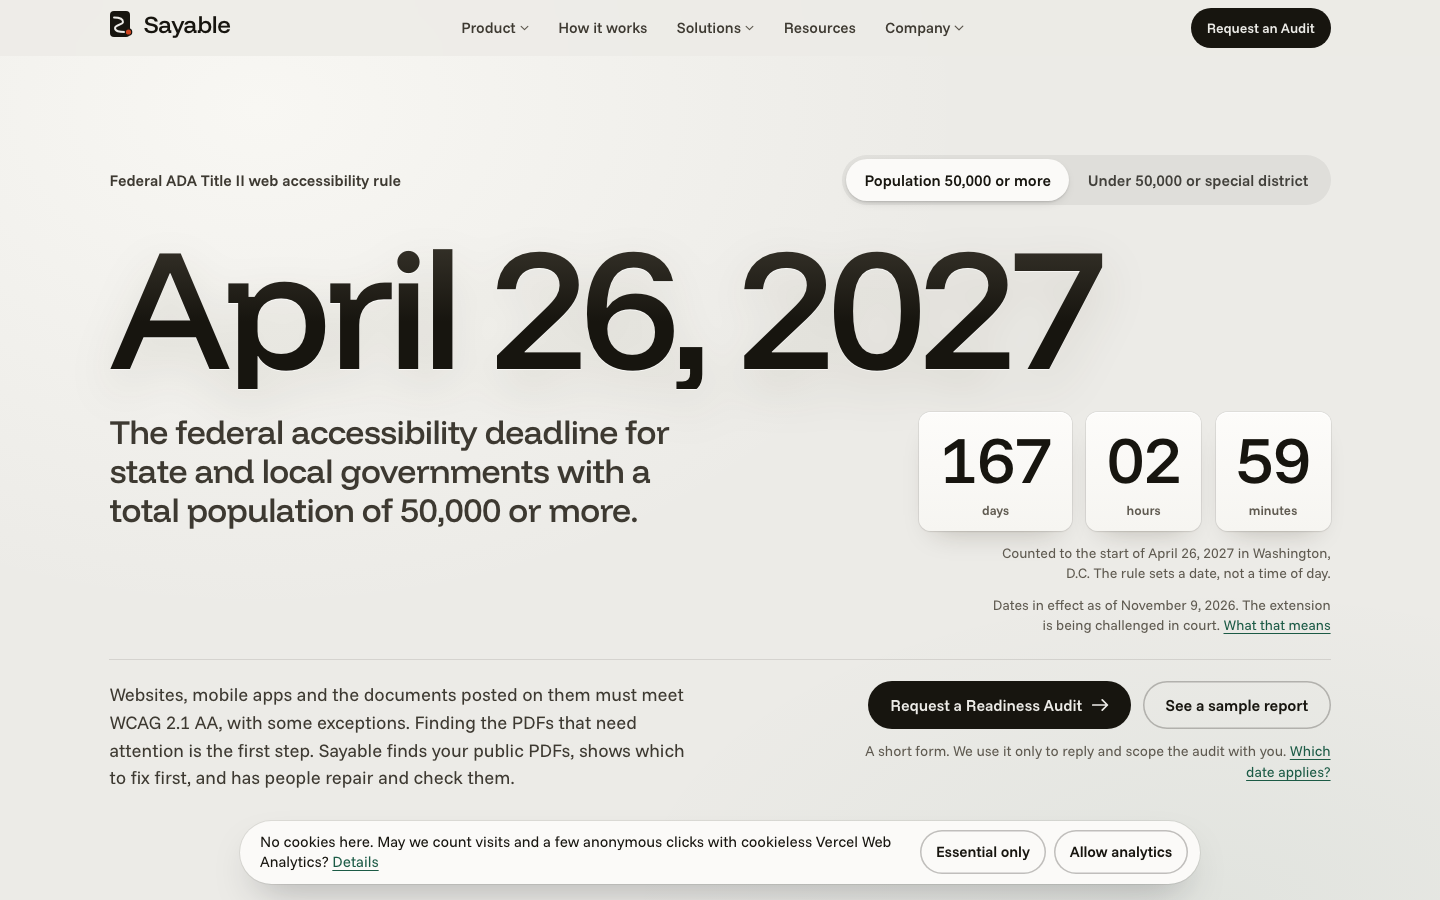 Sayable
Product
How it works
Solutions
Resources
Company
Request an Audit
Federal ADA Title II web accessibility rule
Population 50,000 or more
Under 50,000 or special district
April 26, 2027
The federal accessibility deadline for
state and local governments with a
total population of 50,000 or more.
167
days
02
hours
59
minutes
Counted to the start of April 26, 2027 in Washington,
D.C. The rule sets a date, not a time of day.
Dates in effect as of November 9, 2026. The extension
is being challenged in court. What that means
Websites, mobile apps and the documents posted on them must meet
WCAG 2.1 AA, with some exceptions. Finding the PDFs that need
attention is the first step. Sayable finds your public PDFs, shows which
to fix first, and has people repair and check them.
Request a Readiness Audit →
See a sample report
A short form. We use it only to reply and scope the audit with you. Which
date applies?
No cookies here. May we count visits and a few anonymous clicks with cookieless Vercel Web
Analytics? Details
Essential only
Allow analytics